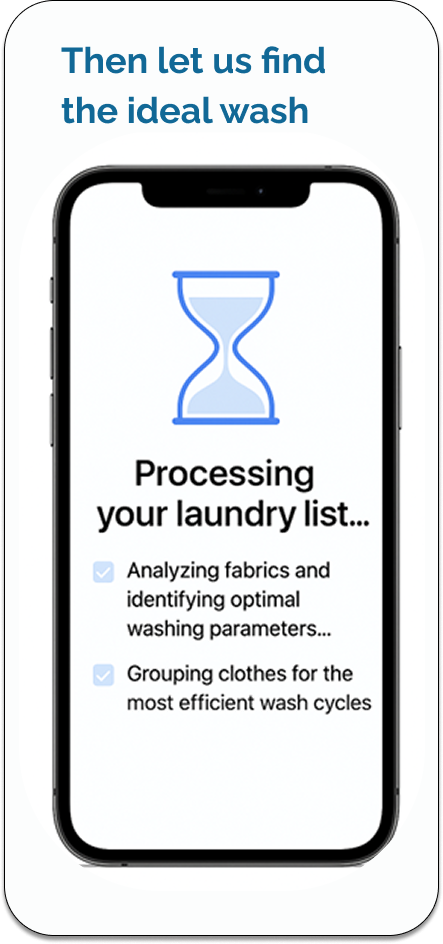 Then let us find
the ideal wash
Processing
your laundry list...
Analyzing fabrics and
identifying optimal
washing parameters...
Grouping clothes for the
most efficient wash cycles